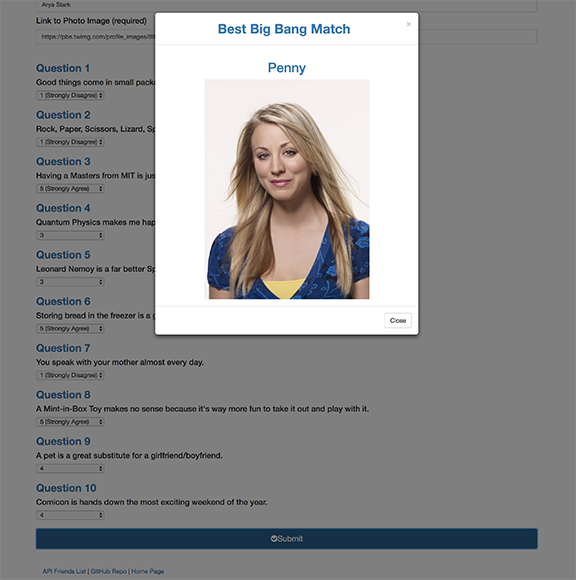 Arya Stark
Link to Photo Image (required)
https://pbs.twimg.com/profile_images/
Best Big Bang Match
×
Penny
Close
Question 1
Good things come in small
1 (Strongly Disagree)
Question 2
Rock, Paper, Scissors, Lizard,
1 (Strongly Disagree)
Question 3
Having a Masters from MIT is
5 (Strongly Agree)
Question 4
Quantum Physics makes me
3
Question 5
Leonard Nemoy is a far better
3
Question 6
Storing bread in the freezer is a
5 (Strongly Agree)
Question 7
You speak with your mother almost every day.
1 (Strongly Disagree)
Question 8
A Mint-in-Box Toy makes no sense because it's way more fun to take it out and play with it.
5 (Strongly Agree)
Question 9
A pet is a great substitute for a girlfriend/boyfriend.
4
Question 10
Comicon is hands down the most exciting weekend of the year.
4
Submit
API Friends List | GitHub Repo | Home Page